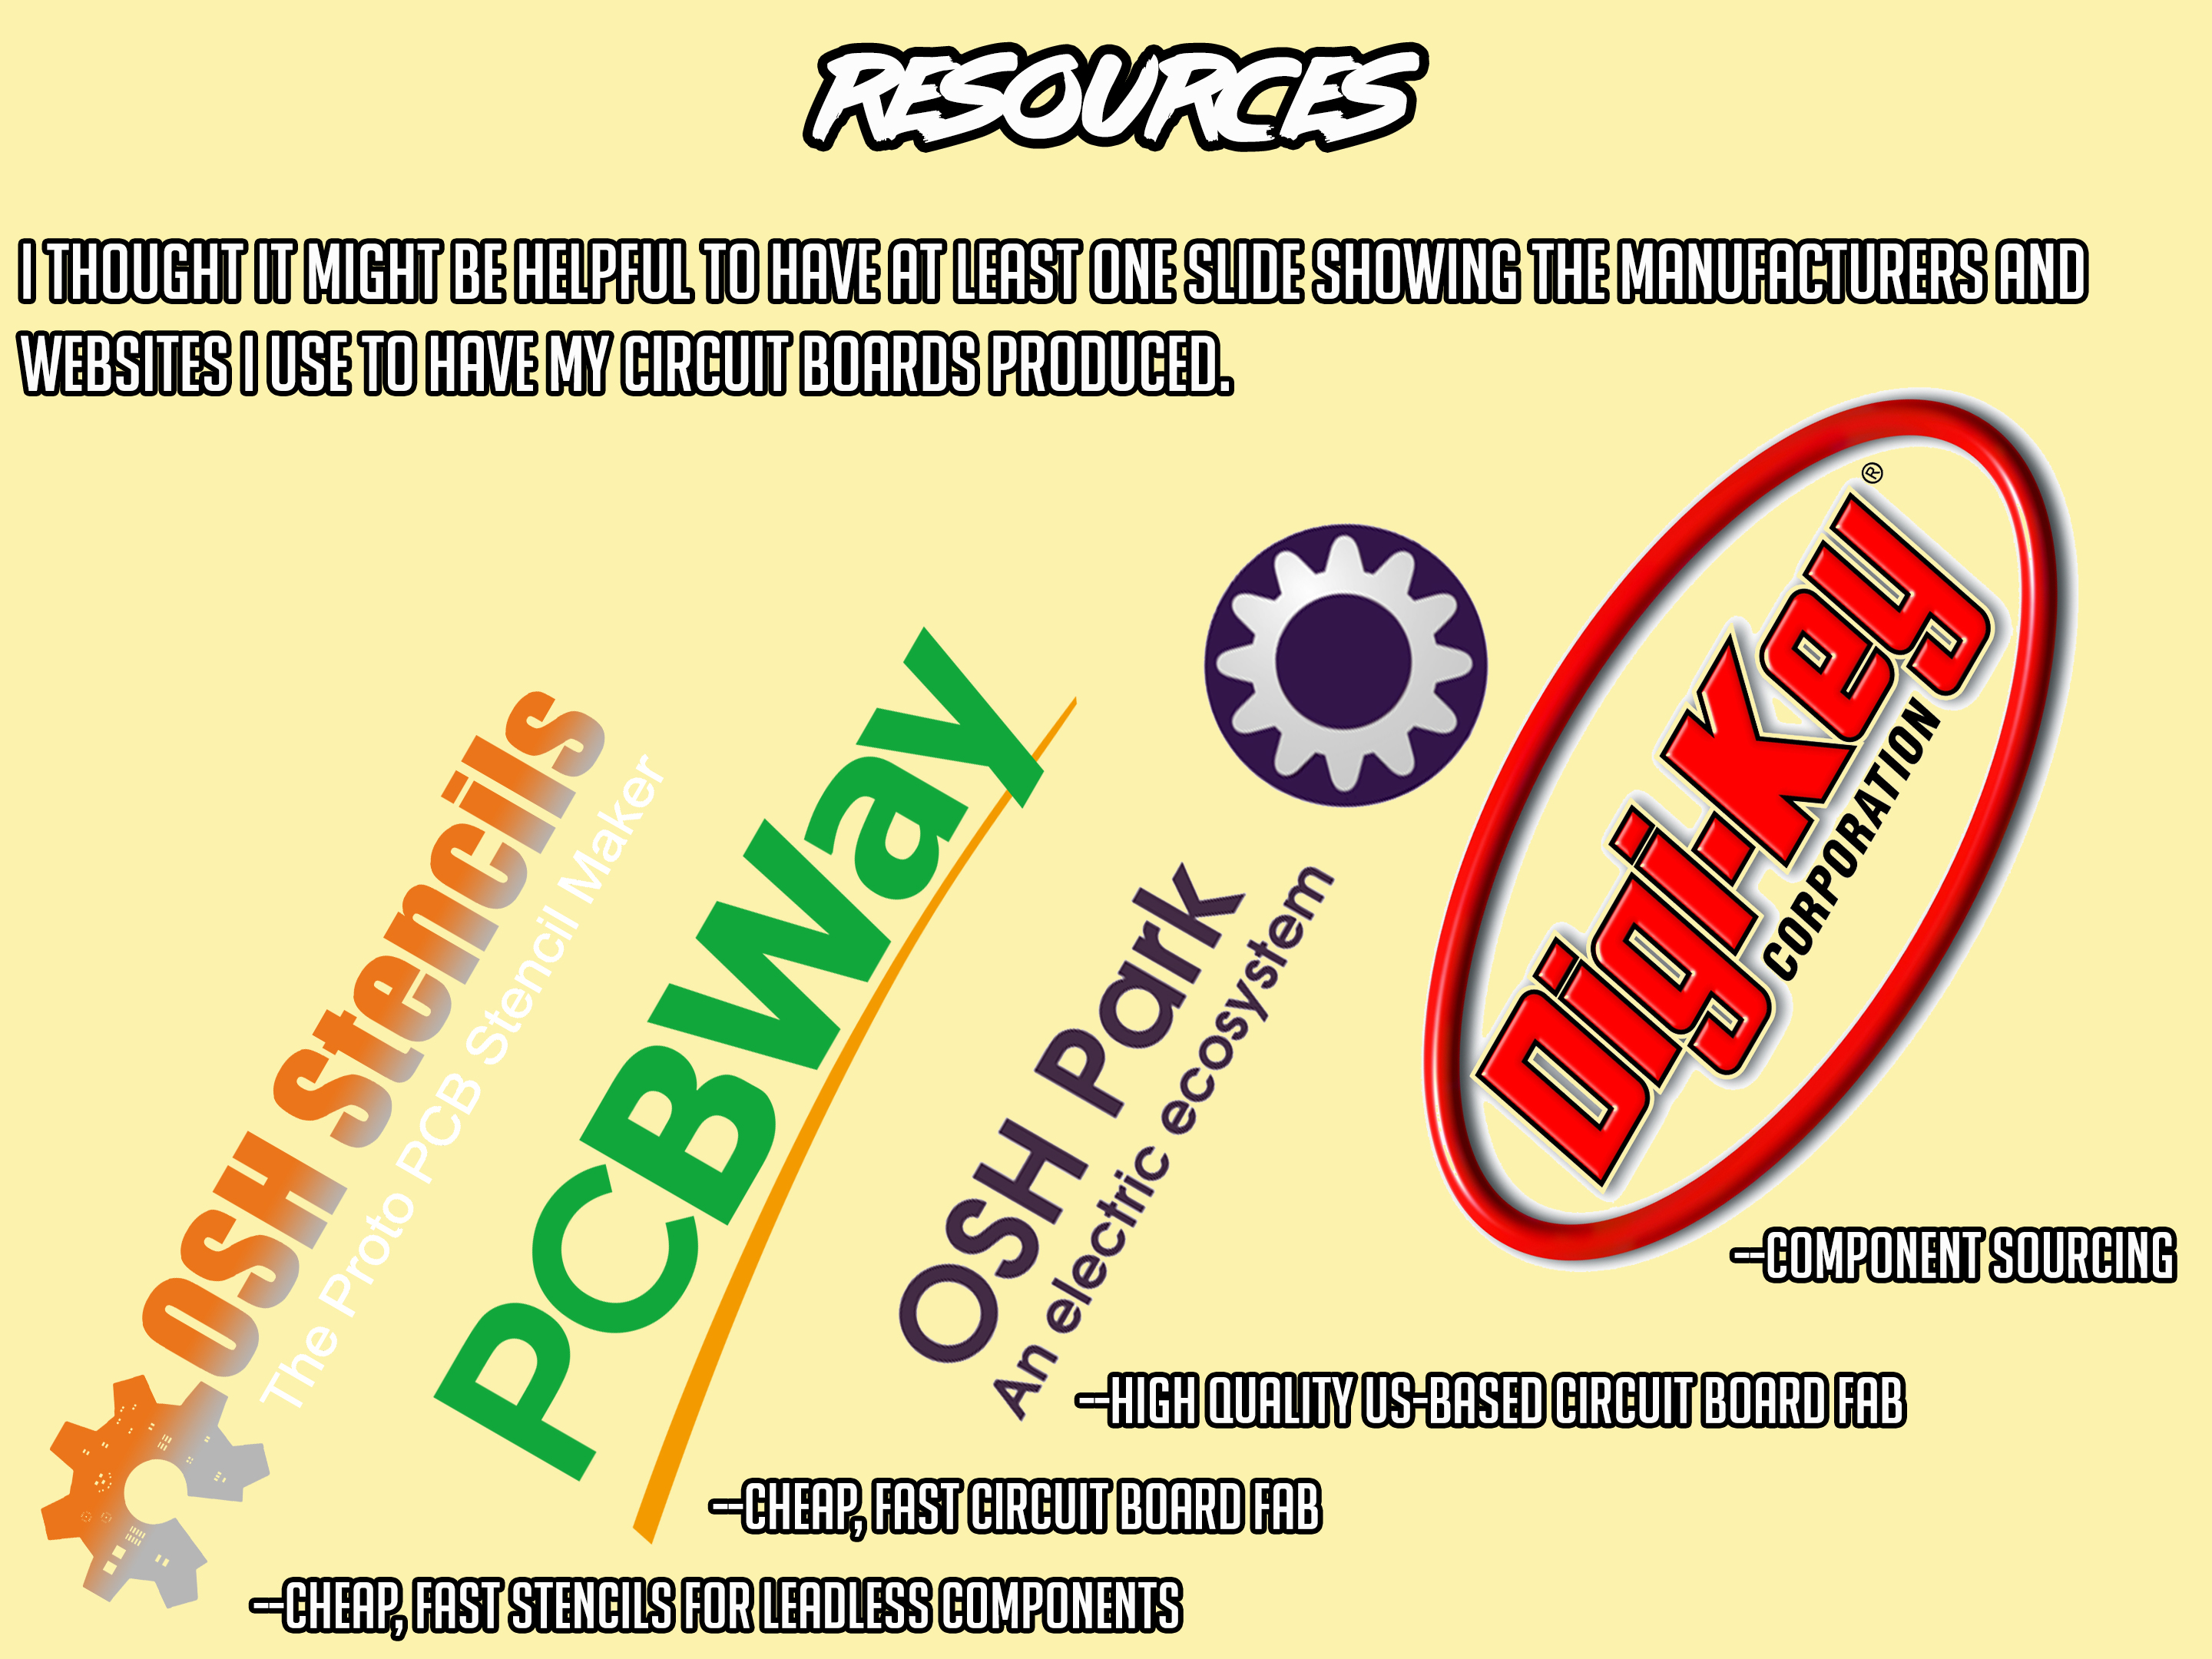 RESOURCES
I THOUGHT IT MIGHT BE HELPFUL TO HAVE AT LEAST ONE SLIDE SHOWING THE MANUFACTURERS AND
WEBSITES I USE TO HAVE MY CIRCUIT BOARDS PRODUCED.
OSH Stencils
The Proto PCB Stencil Maker
--CHEAP, FAST STENCILS FOR LEADLESS COMPONENTS
PCBWay
--CHEAP, FAST CIRCUIT BOARD FAB
OSH Park
An electric ecosystem
--HIGH QUALITY US-BASED CIRCUIT BOARD FAB
Digi-Key®
CORPORATION
--COMPONENT SOURCING